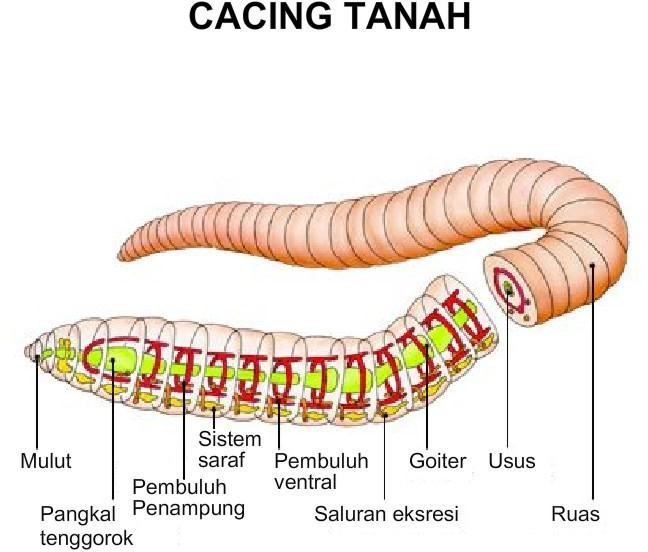 CACING TANAH
Mulut
Pangkal
tenggorok
Pembuluh
Penampung
Sistem
saraf
Pembuluh
ventral
Saluran eksresi
Goiter
Usus
Ruas